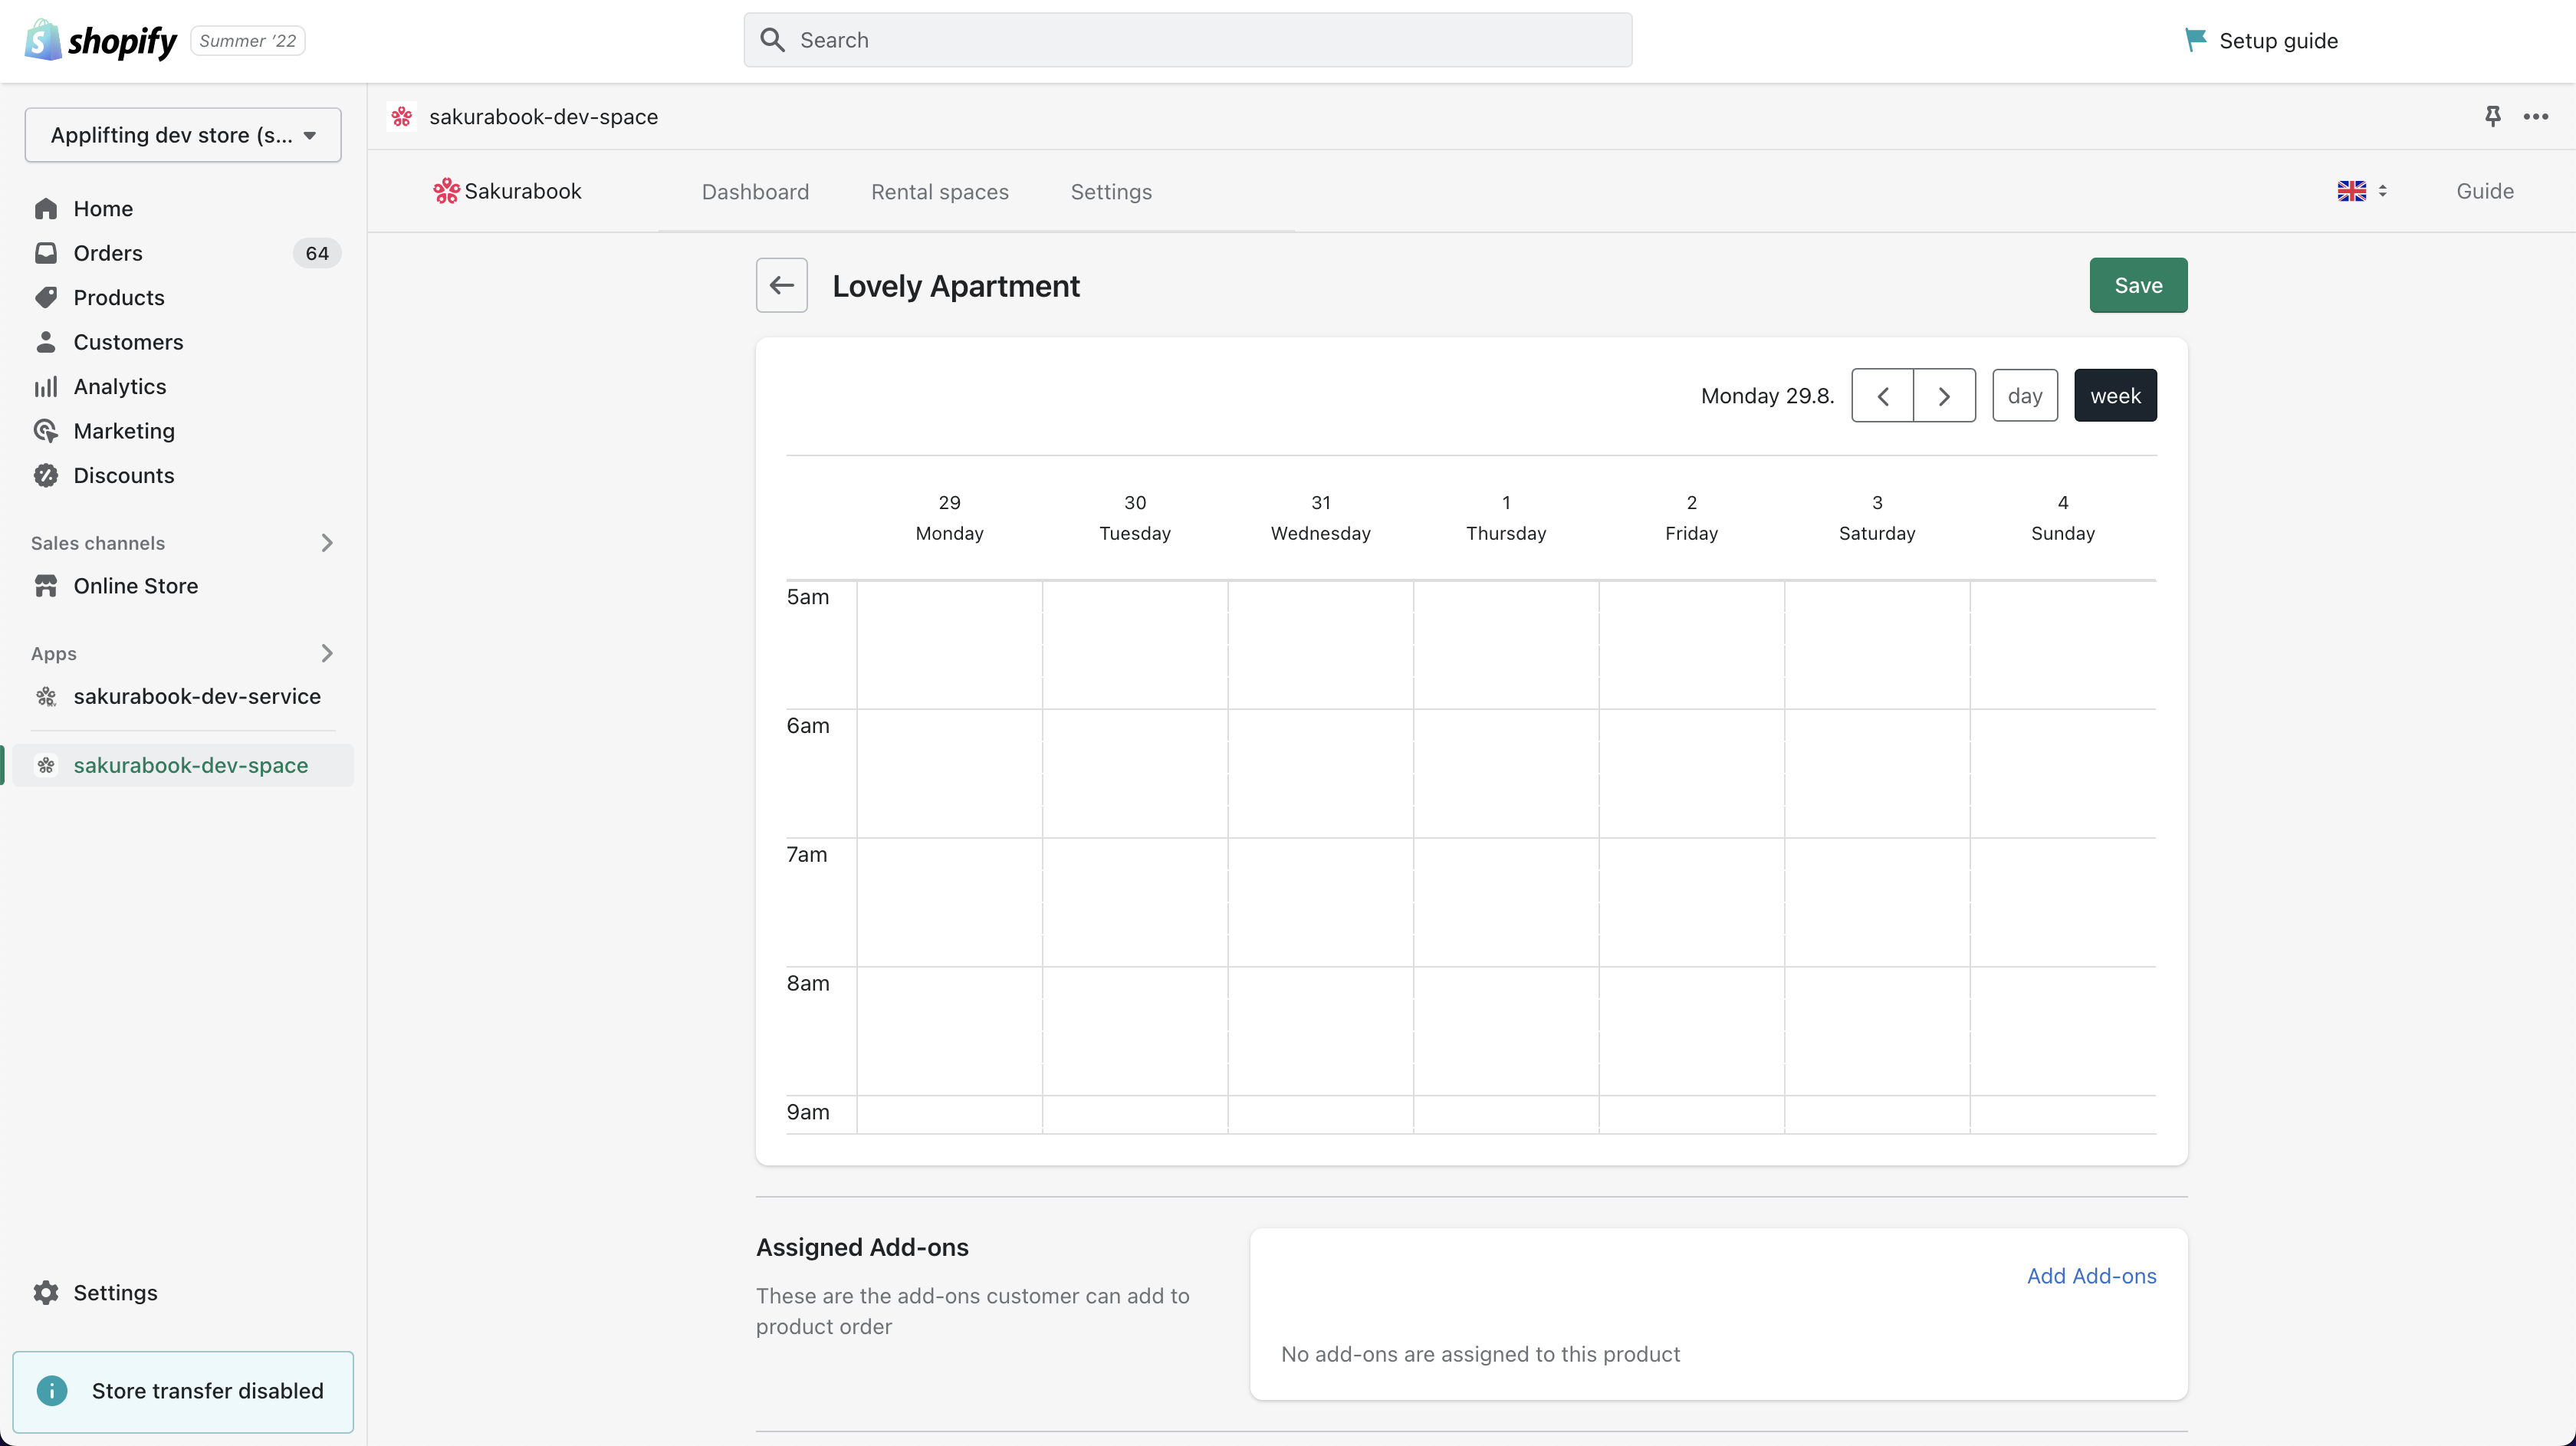 shopify Summer '22
Search
Setup guide
Applifting dev store (s...
Home
Orders 64
Products
Customers
Analytics
Marketing
Discounts
Sales channels
Online Store
Apps
sakurabook-dev-service
sakurabook-dev-space
Settings
Store transfer disabled
sakurabook-dev-space
Sakurabook Dashboard Rental spaces Settings Guide
Lovely Apartment Save
Monday 29.8. day week
29 30 31 1 2 3 4
Monday Tuesday Wednesday Thursday Friday Saturday Sunday
5am
6am
7am
8am
9am
Assigned Add-ons
These are the add-ons customer can add to
product order
Add Add-ons
No add-ons are assigned to this product